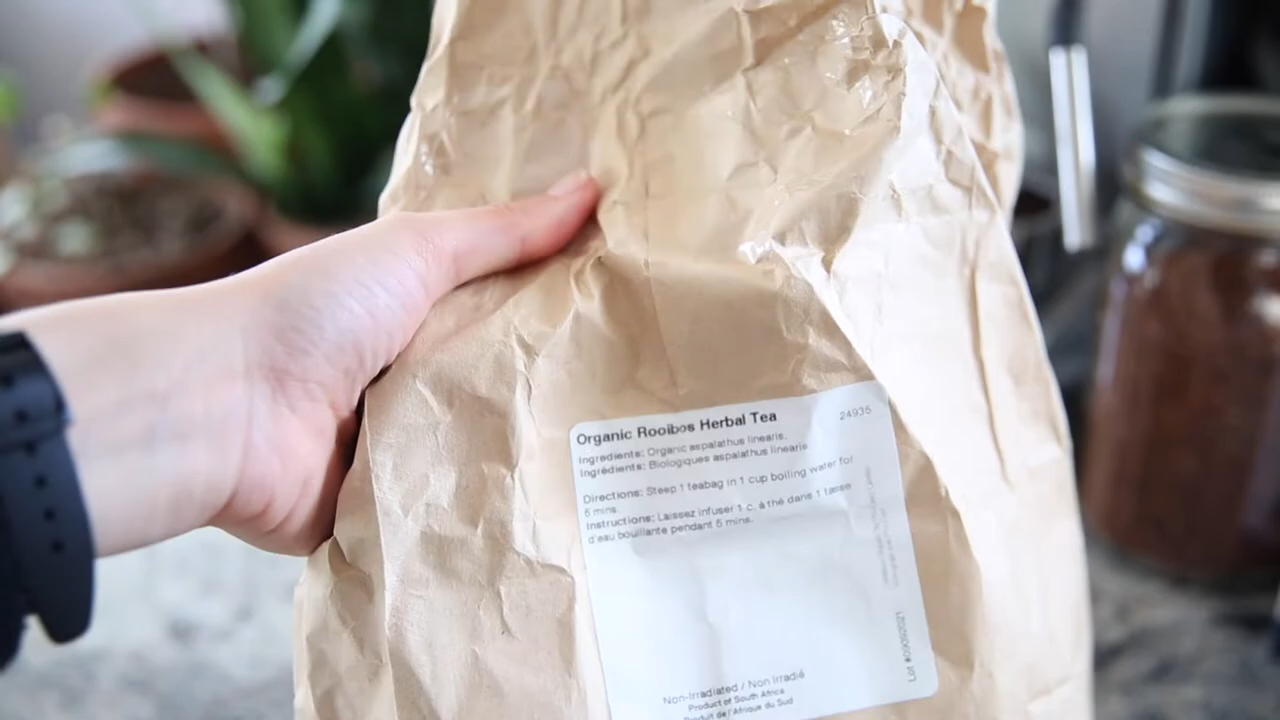 Organic Rooibos Herbal Tea
24935
Ingredients: Organic aspalathus linearis.
Ingrédients: Biologiques aspalathus linearis
Directions: Steep 1 teabag in 1 cup boiling water for
5 mins.
Instructions: Laissez infuser 1 c. à thé dans 1 tasse
d'eau bouillante pendant 5 mins.
Non-Irradiated / Non Irradié
Product of South Africa
Produit de l'Afrique du Sud
Lot #09092021